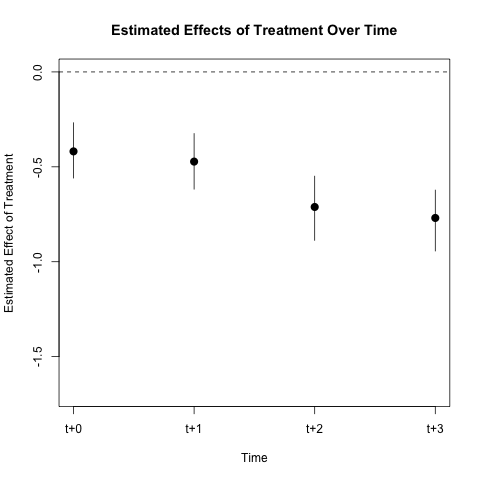 Estimated Effects of Treatment Over Time
Estimated Effect of Treatment
0.0
-0.5
-1.0
-1.5
t+0
t+1
t+2
t+3
Time